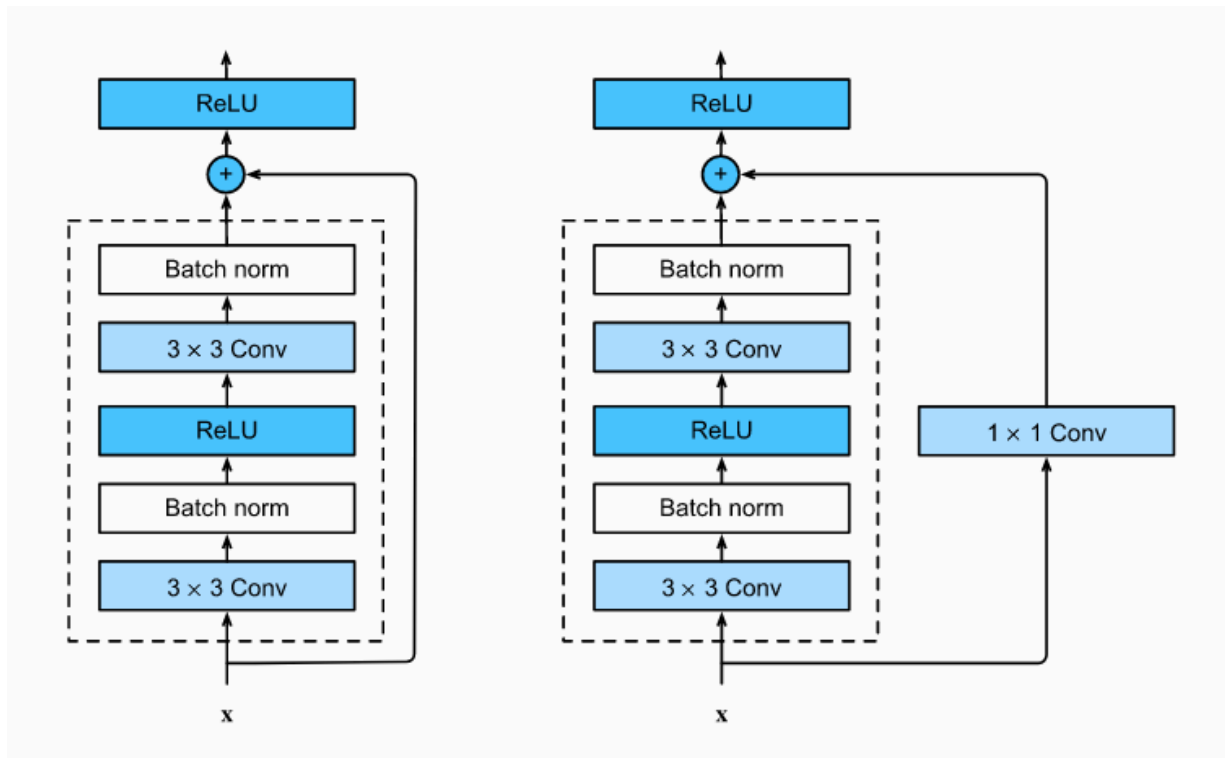 ReLU
+
Batch norm
3 × 3 Conv
ReLU
Batch norm
3 × 3 Conv
x
ReLU
+
Batch norm
3 × 3 Conv
ReLU
Batch norm
3 × 3 Conv
1 × 1 Conv
x